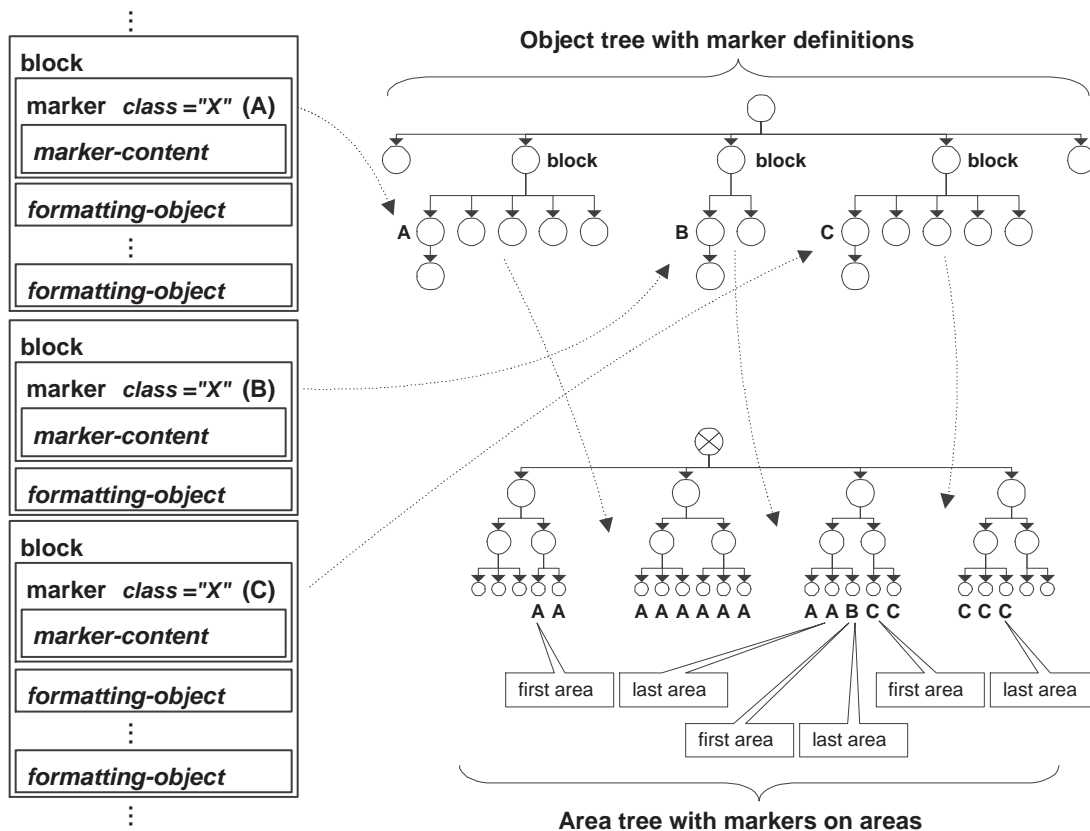 ⋮
block
marker class ="X" (A)
marker-content
formatting-object
⋮
formatting-object
block
marker class ="X" (B)
marker-content
formatting-object
block
marker class ="X" (C)
marker-content
formatting-object
⋮
formatting-object
⋮
Object tree with marker definitions
block block block
A B C
A A A A A A A A A A B C C C C C
first area last area first area last area
first area last area
Area tree with markers on areas